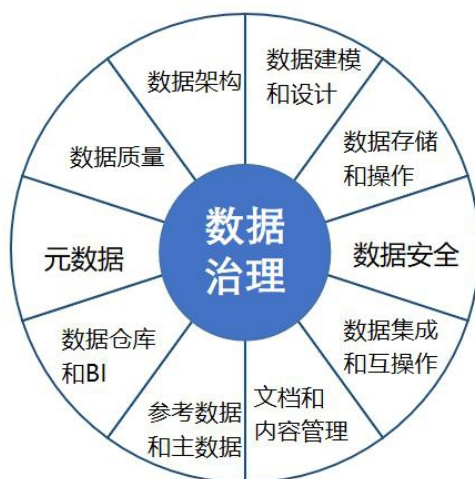 数据架构
数据建模
和设计
数据存储
和操作
数据安全
数据集成
和互操作
文档和
内容管理
参考数据
和主数据
数据仓库
和BI
元数据
数据质量
数据
治理